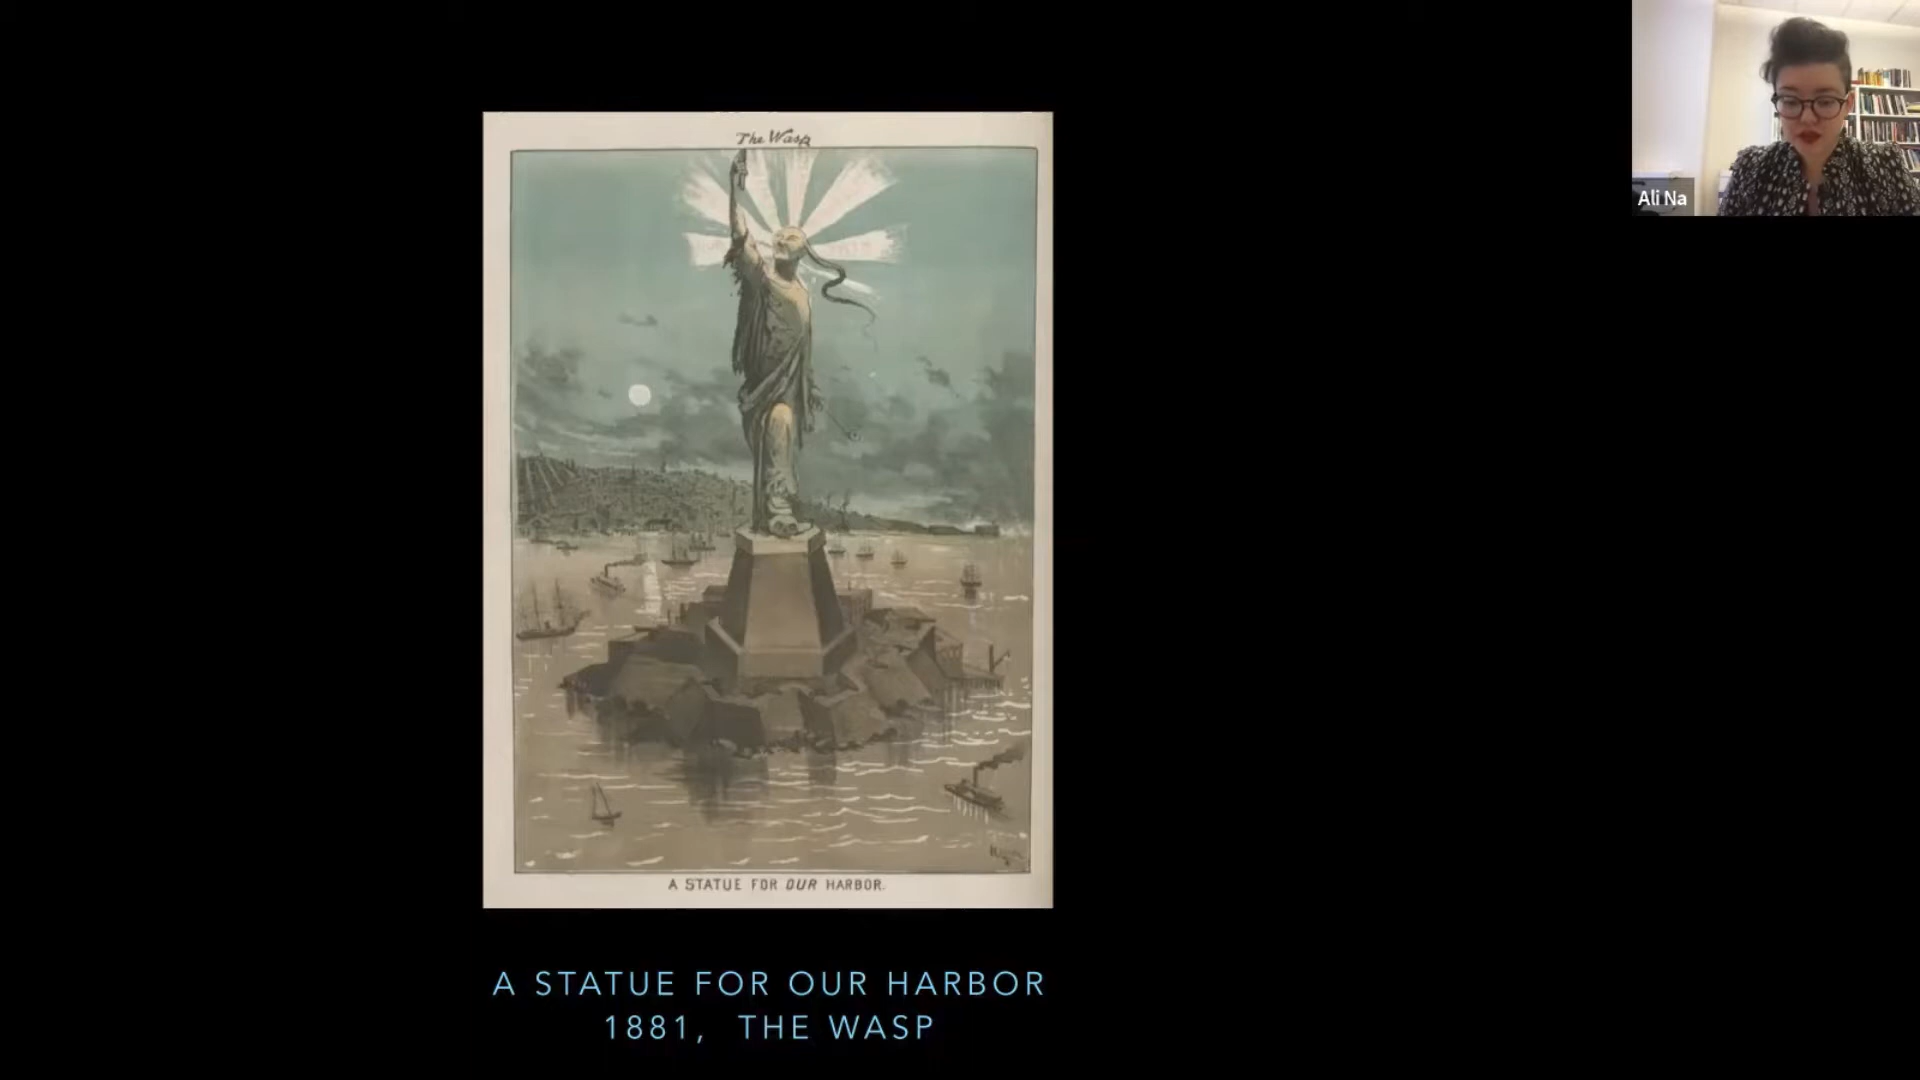 The Wasp
Ali Na
A STATUE FOR OUR HARBOR.
A STATUE FOR OUR HARBOR
1881, THE WASP